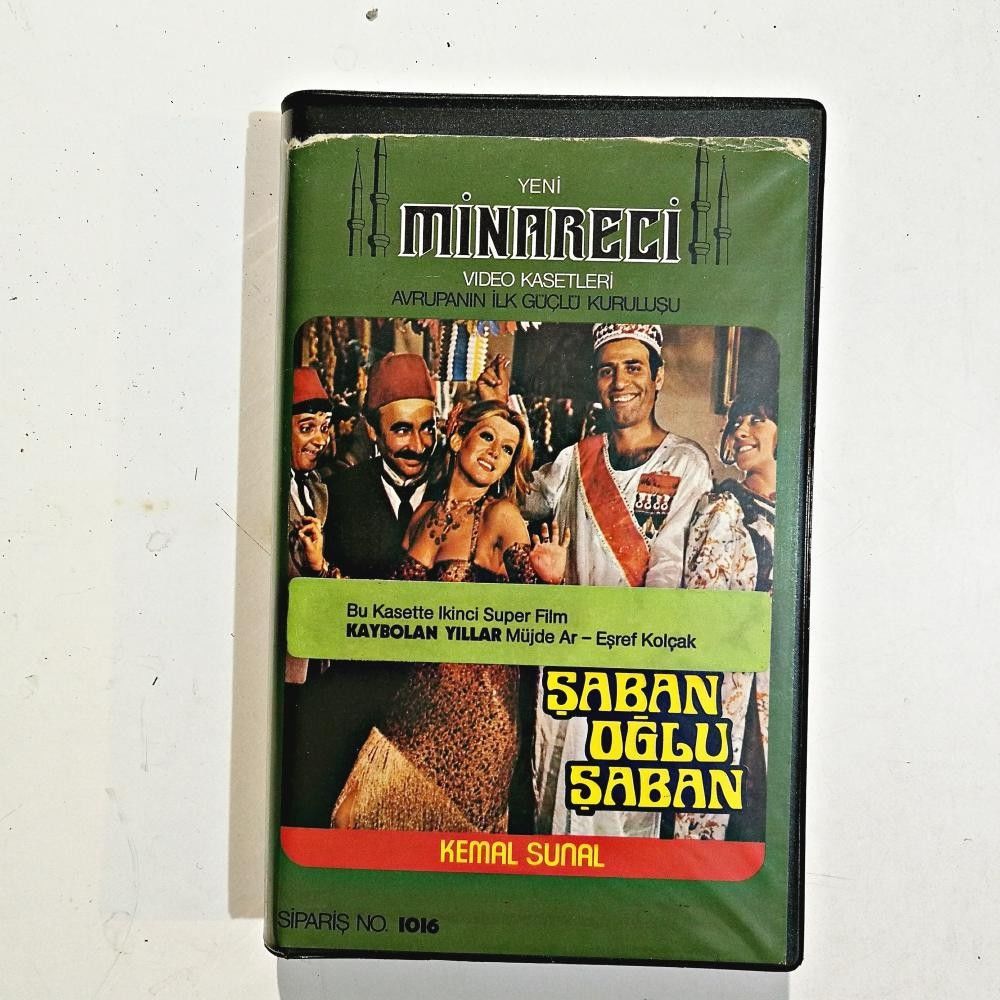 YENİ
MİNARECİ
VIDEO KASETLERİ
AVRUPANIN İLK GÜÇLÜ KURULUŞU
Bu Kasette Ikinci Super Film
KAYBOLAN YILLAR Müjde Ar – Eşref Kolçak
ŞABAN
OĞLU
ŞABAN
KEMAL SUNAL
SİPARİŞ NO. 1016